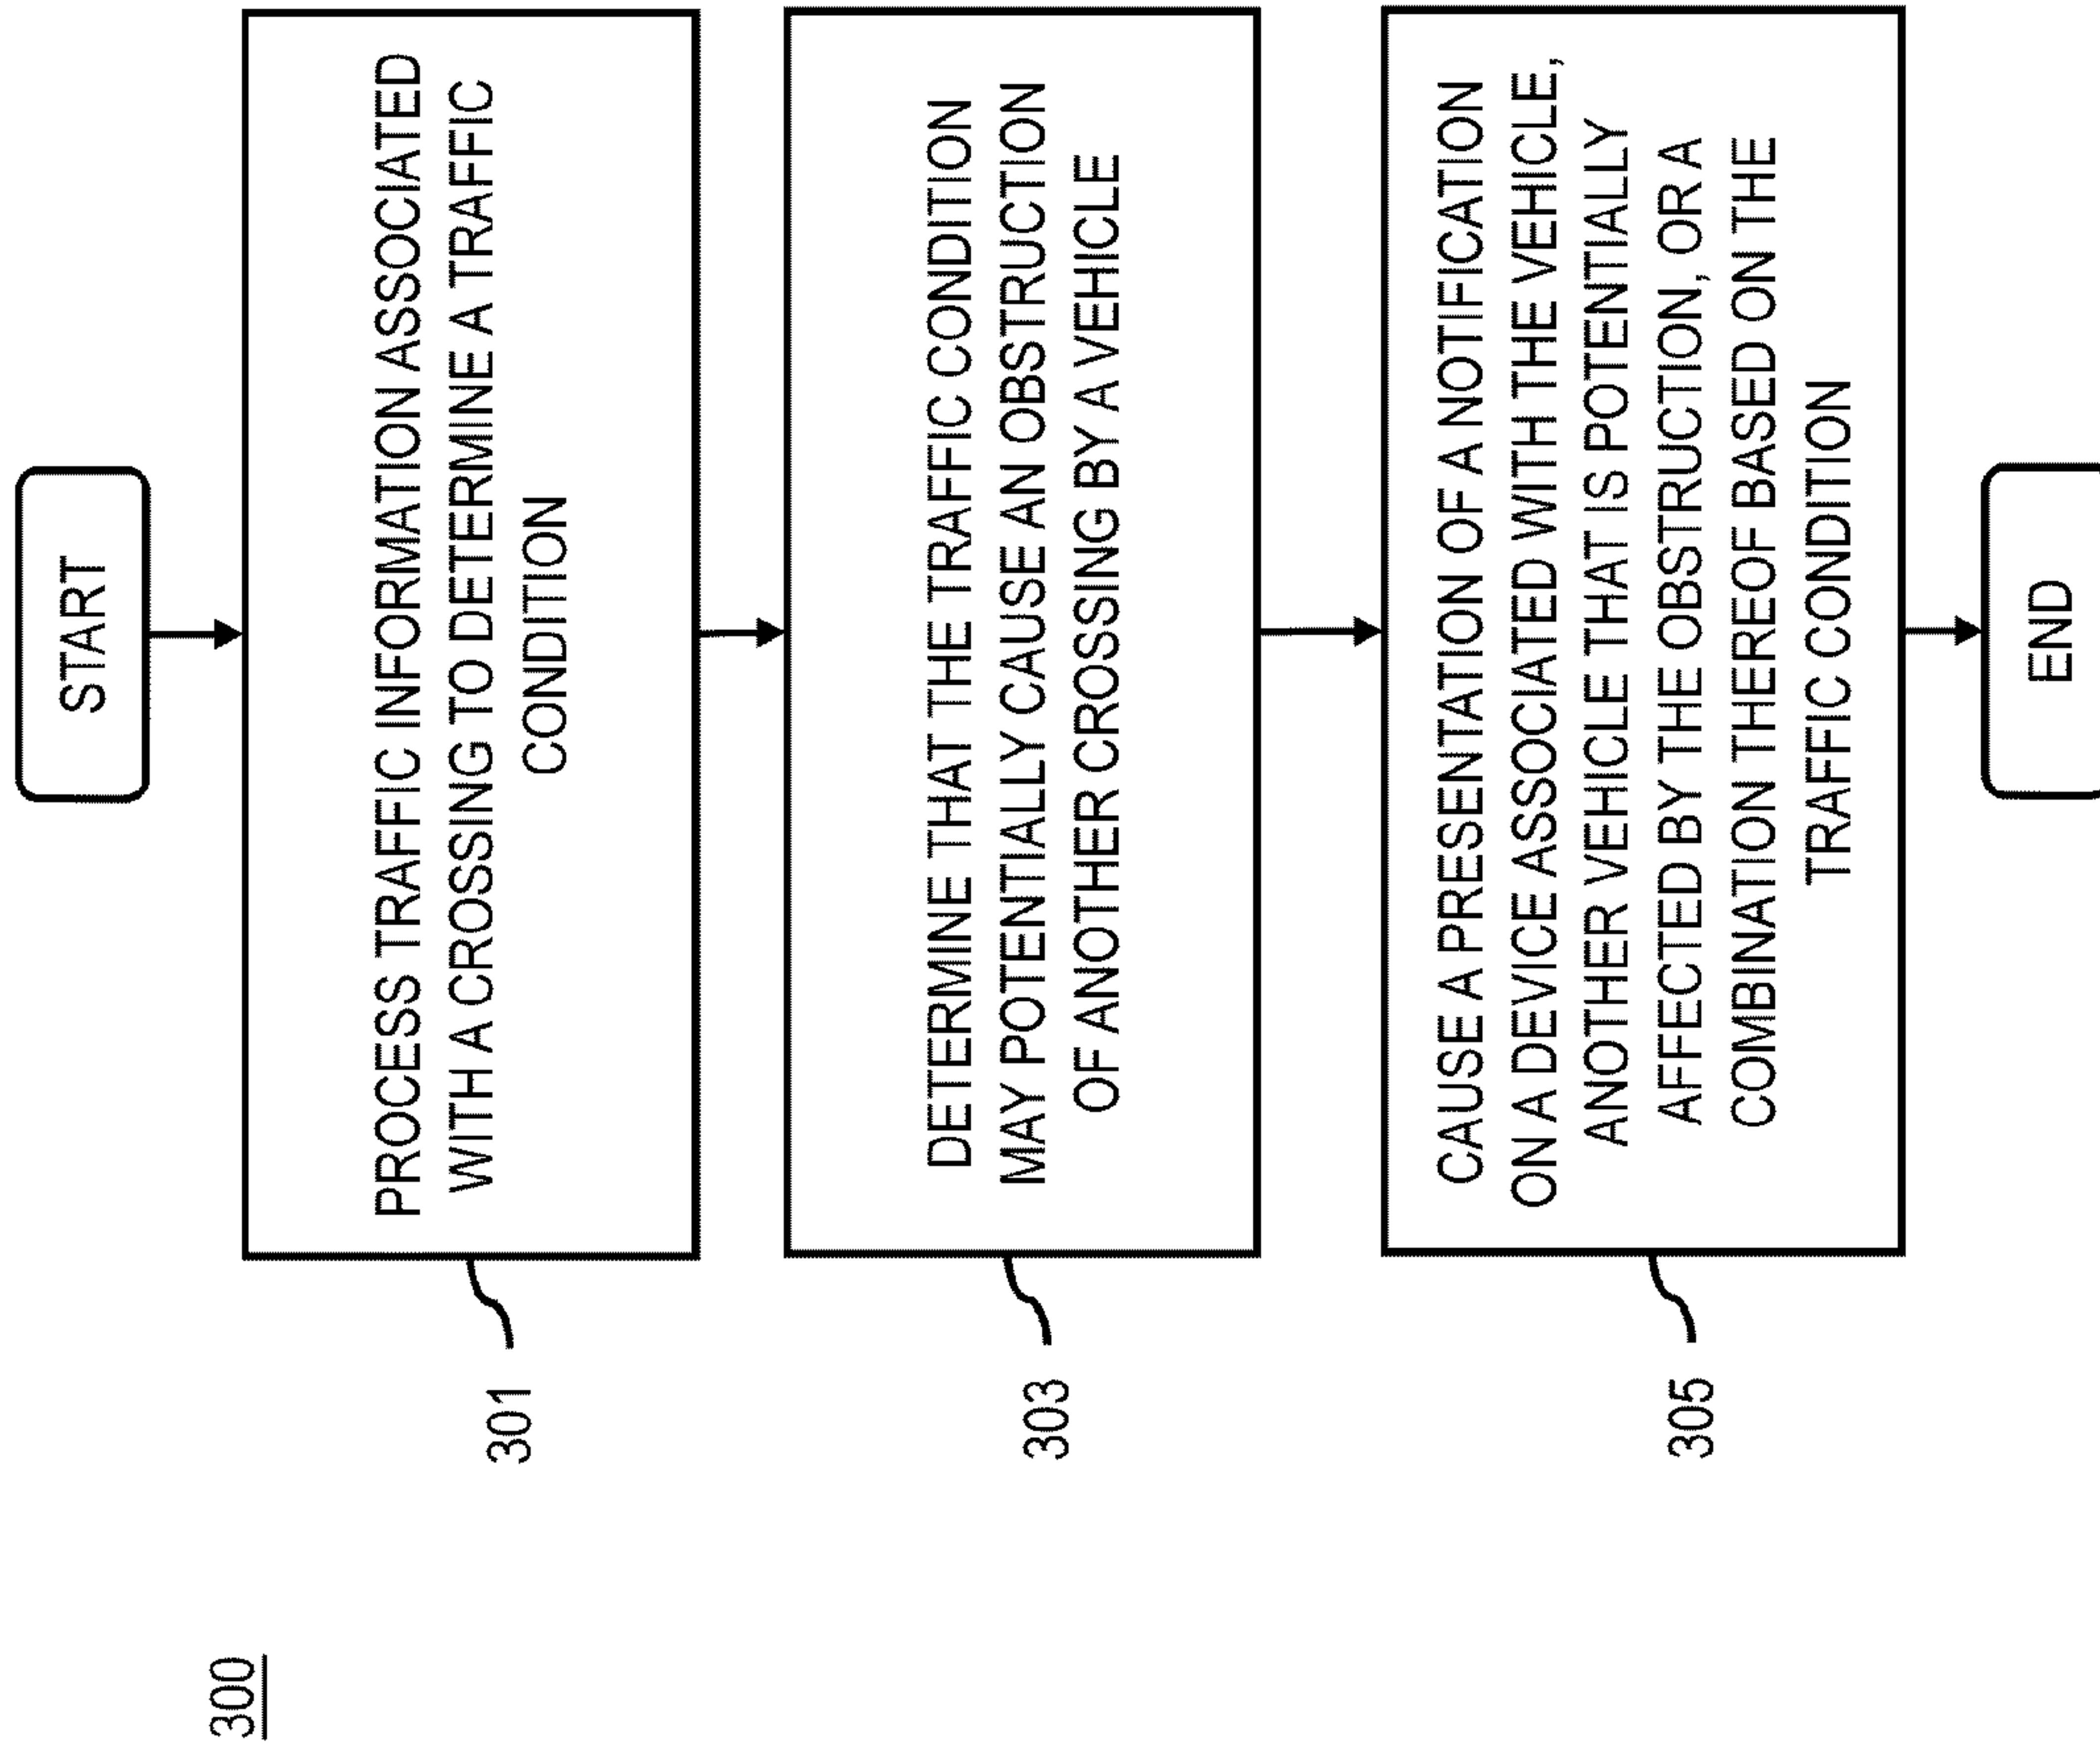 300
START
301
PROCESS TRAFFIC INFORMATION ASSOCIATED
WITH A CROSSING TO DETERMINE A TRAFFIC
CONDITION
303
DETERMINE THAT THE TRAFFIC CONDITION
MAY POTENTIALLY CAUSE AN OBSTRUCTION
OF ANOTHER CROSSING BY A VEHICLE
305
CAUSE A PRESENTATION OF A NOTIFICATION
ON A DEVICE ASSOCIATED WITH THE VEHICLE,
ANOTHER VEHICLE THAT IS POTENTIALLY
AFFECTED BY THE OBSTRUCTION, OR A
COMBINATION THEREOF BASED ON THE
TRAFFIC CONDITION
END